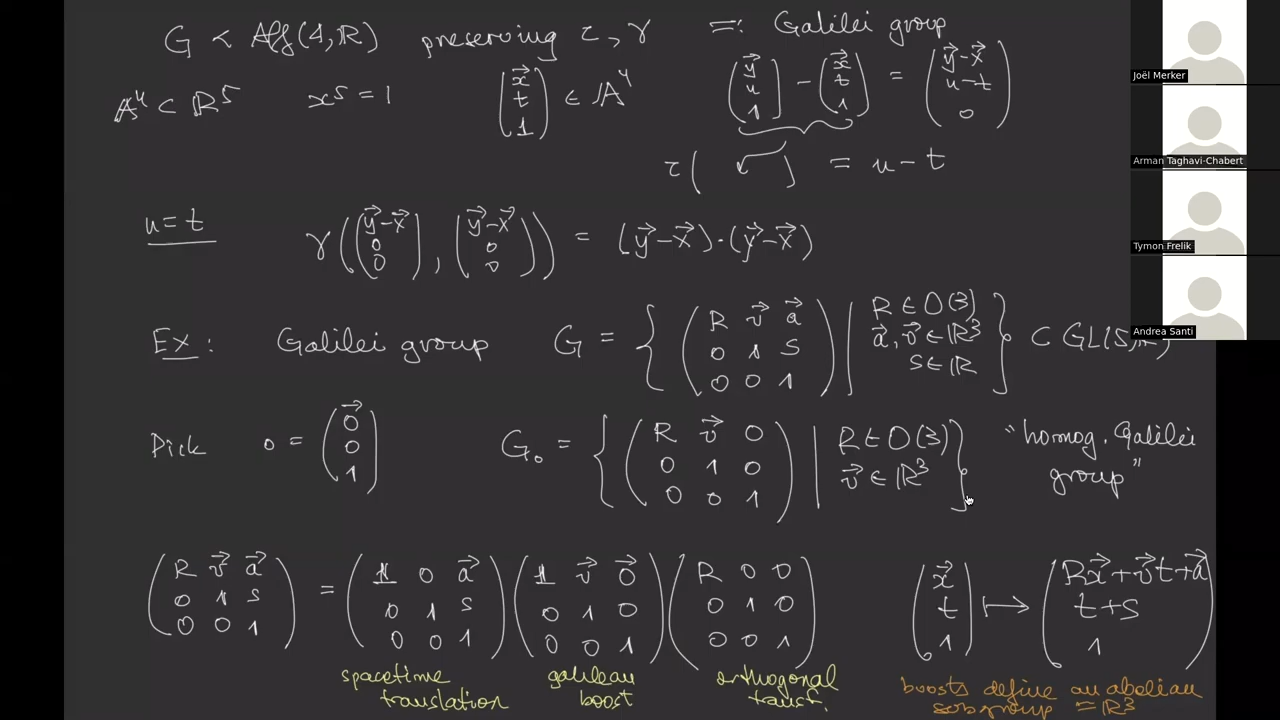 G < Aff(4,ℝ) preserving τ, γ =: Galilei group
𝔸⁴ ⊂ ℝ⁵ x⁵ = 1 (x⃗ t 1) ∈ 𝔸⁴ (y⃗ u 1) − (x⃗ t 1) = (y⃗−x⃗ u−t 0)
τ( ) = u − t
u = t γ((y⃗−x⃗ 0 0), (y⃗−x⃗ 0 0)) = (y⃗−x⃗)·(y⃗−x⃗)
Ex: Galilei group G = { (R v⃗ a⃗ 0 1 s 0 0 1) | R ∈ O(3) a⃗, v⃗ ∈ ℝ³ s ∈ ℝ } ⊂ GL(5,ℝ)
Pick o = (0⃗ 0 1) G₀ = { (R v⃗ 0 0 1 0 0 0 1) | R ∈ O(3) v⃗ ∈ ℝ³ } "homog. Galilei group"
(R v⃗ a⃗ 0 1 s 0 0 1) = (𝟙 0 a⃗ 0 1 s 0 0 1) (𝟙 v⃗ 0⃗ 0 1 0 0 0 1) (R 0 0 0 1 0 0 0 1) (x⃗ t 1) ↦ (Rx⃗+v⃗t+a⃗ t+s 1)
spacetime translation
galilean boost
orthogonal transf.
boosts define an abelian
subgroup ≅ ℝ³
Joël Merker
Arman Taghavi-Chabert
Tymon Frelik
Andrea Santi